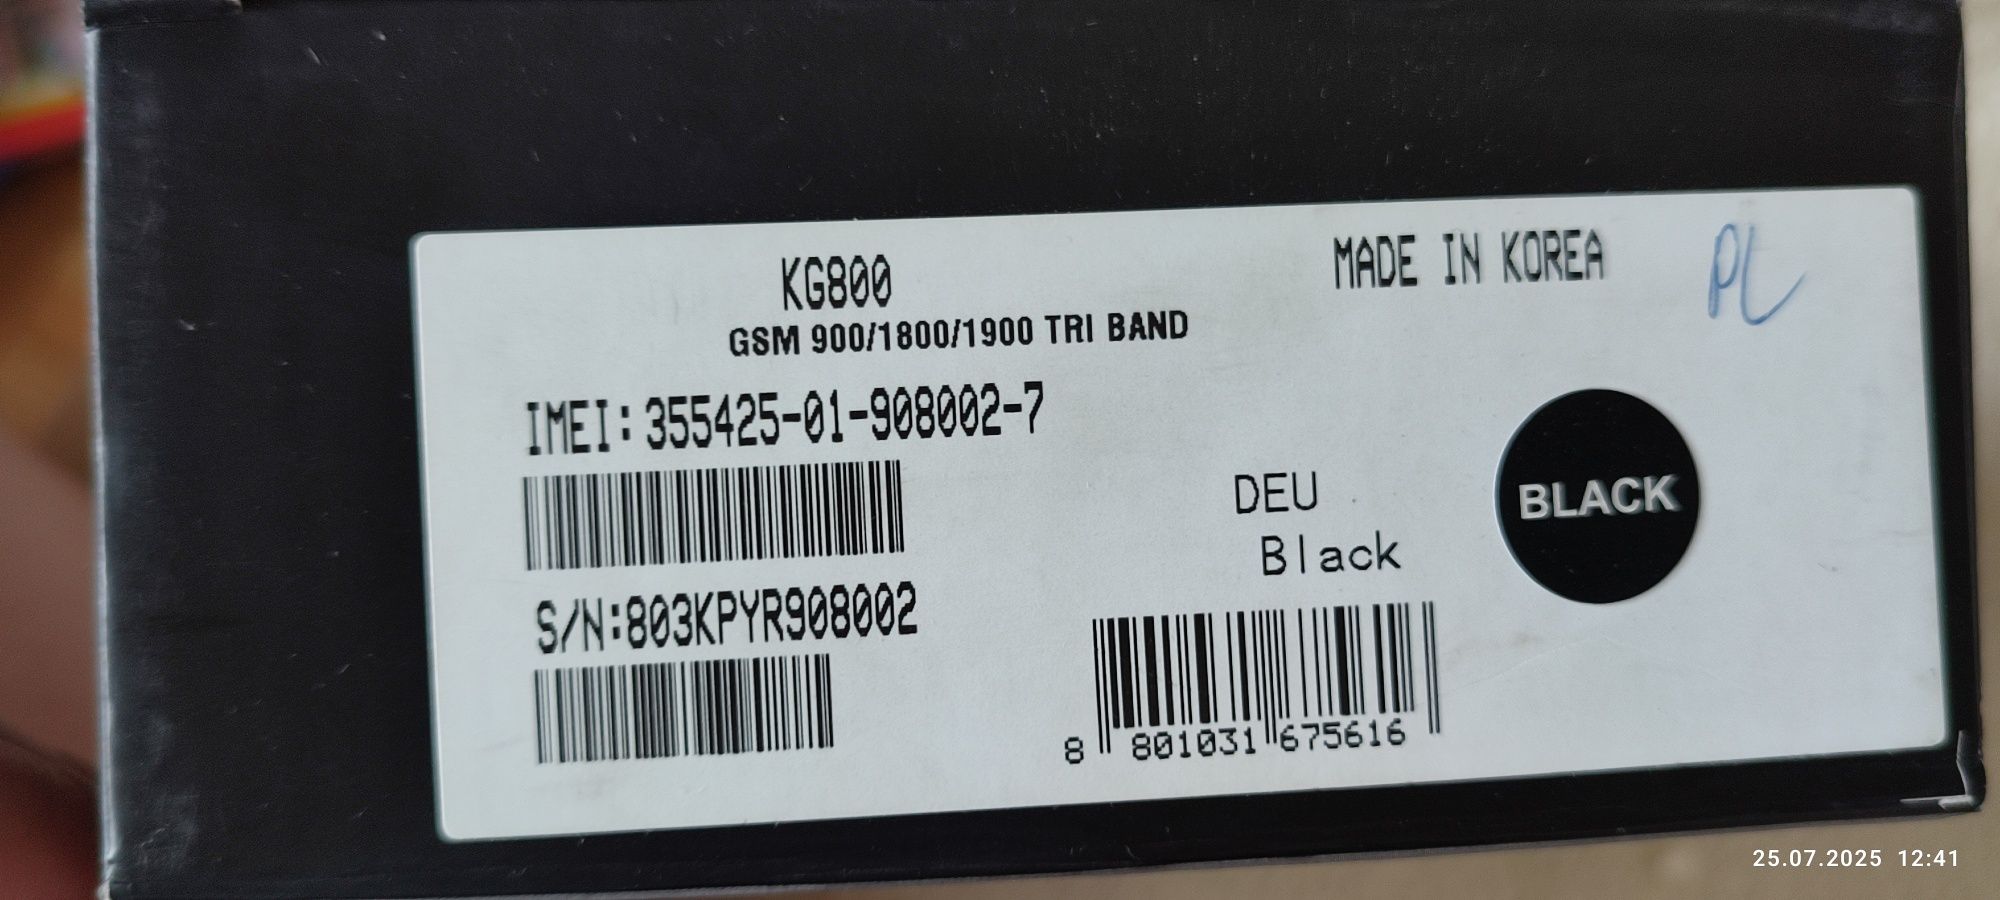 KG800
MADE IN KOREA
PL
GSM 900/1800/1900 TRI BAND
IMEI: 355425-01-908002-7
DEU
Black
BLACK
S/N:803KPYR908002
8 801031 675616
25.07.2025 12:41